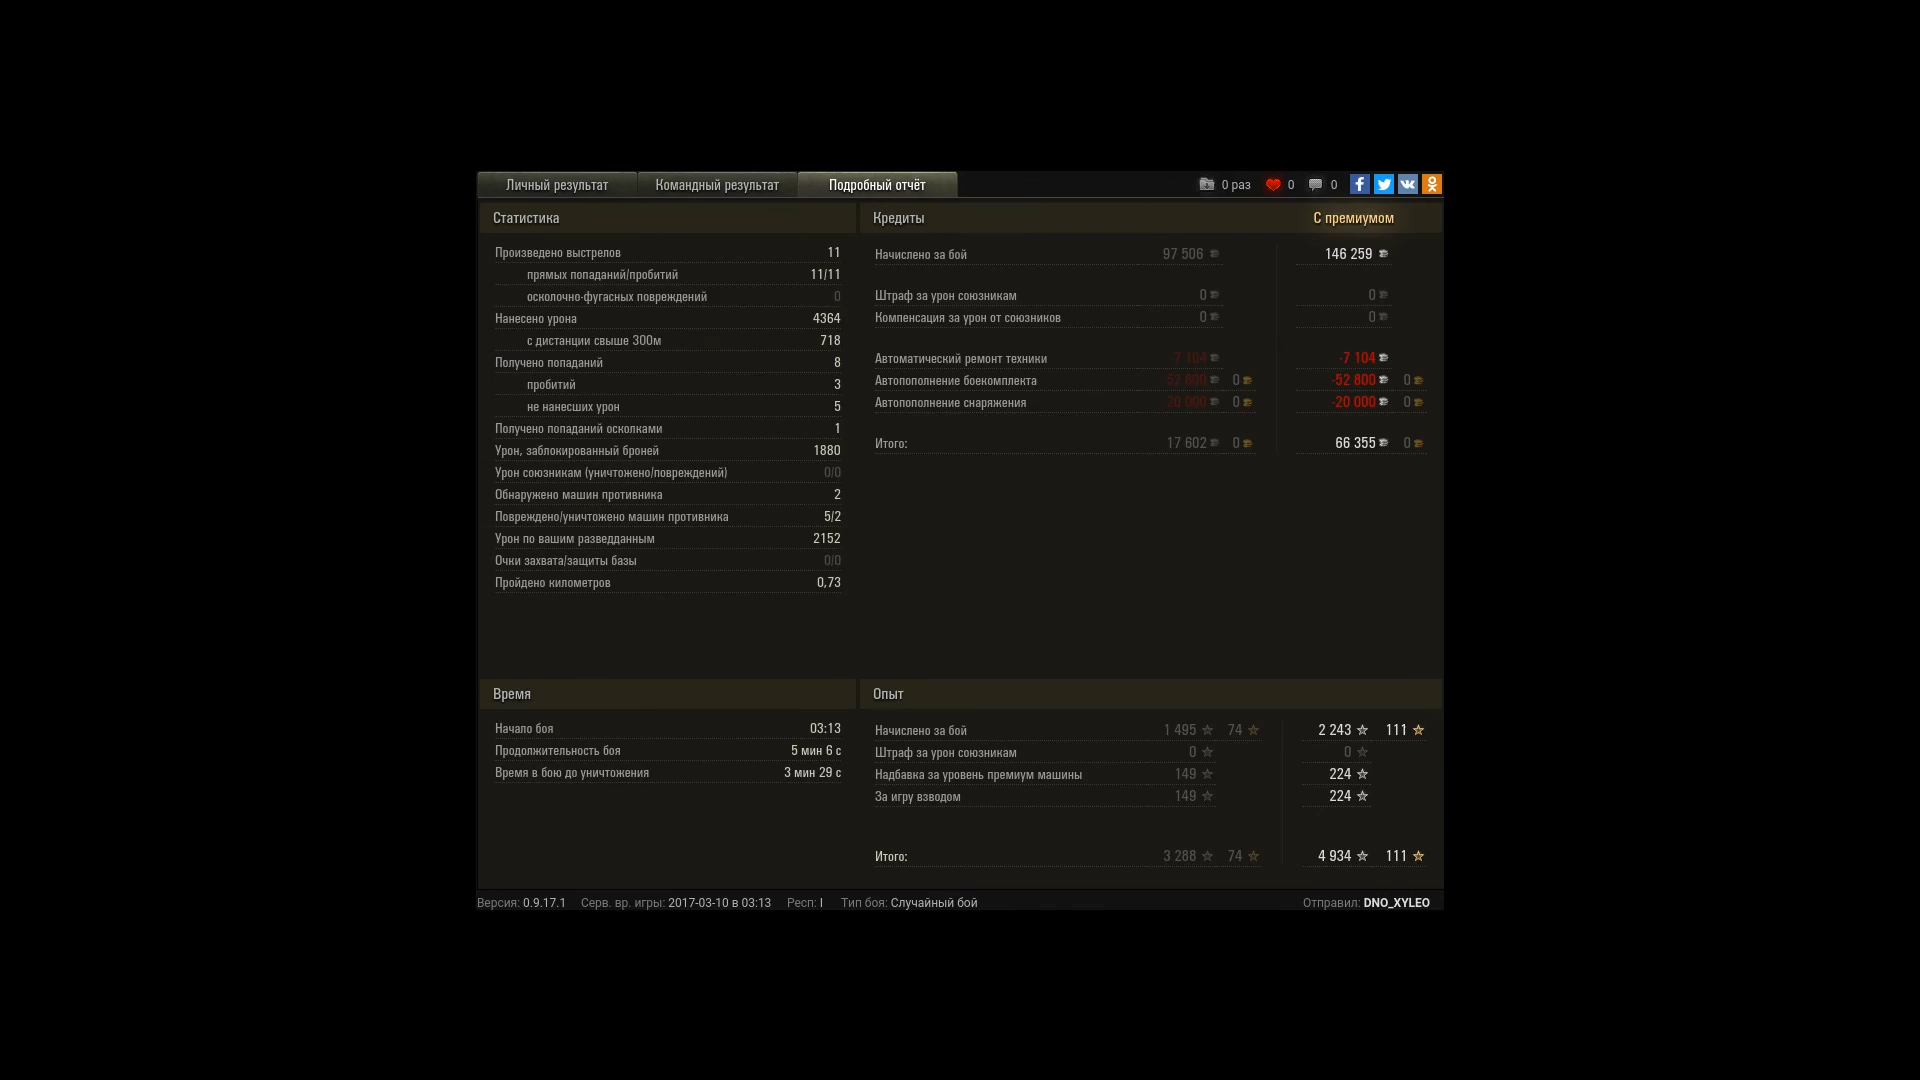 Личный результат Командный результат Подробный отчёт 0 раз 0 0
Статистика
Произведено выстрелов 11
прямых попаданий/пробитий 11/11
осколочно-фугасных повреждений 0
Нанесено урона 4364
с дистанции свыше 300м 718
Получено попаданий 8
пробитий 3
не нанесших урон 5
Получено попаданий осколками 1
Урон, заблокированный броней 1880
Урон союзникам (уничтожено/повреждений) 0/0
Обнаружено машин противника 2
Повреждено/уничтожено машин противника 5/2
Урон по вашим разведданным 2152
Очки захвата/защиты базы 0/0
Пройдено километров 0,73
Кредиты С премиумом
Начислено за бой 97 506 146 259
Штраф за урон союзникам 0 0
Компенсация за урон от союзников 0 0
Автоматический ремонт техники -7 104 -7 104
Автопополнение боекомплекта -52 800 0 -52 800 0
Автопополнение снаряжения -20 000 0 -20 000 0
Итого: 17 602 0 66 355 0
Время
Начало боя 03:13
Продолжительность боя 5 мин 6 с
Время в бою до уничтожения 3 мин 29 с
Опыт
Начислено за бой 1 495 74 2 243 111
Штраф за урон союзникам 0 0
Надбавка за уровень премиум машины 149 224
За игру взводом 149 224
Итого: 3 288 74 4 934 111
Версия: 0.9.17.1 Серв. вр. игры: 2017-03-10 в 03:13 Респ: I Тип боя: Случайный бой Отправил: DNO_XYLEO